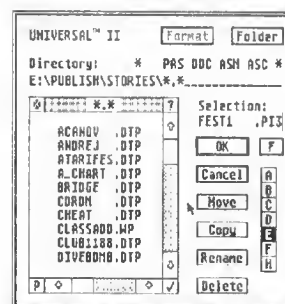 UNIVERSAL™ II Format Folder
Directory: * PAS DOC ASM ASC *
E:\PUBLISH\STORIES\*.*
*.* ?
Selection:
FEST1 .PI3
ACANOV .DTP
ANDREJ .DTP
ATARIFES.DTP
A_CHART .DTP
BRIDGE .DTP
CDROM .DTP
CHEAT .DTP
CLASSADD.WP
CLUB1188.DTP
DIVEBOMB.DTP
OK F
Cancel
Move
Copy
Rename
Delete
A
B
C
D
E
F
H
P